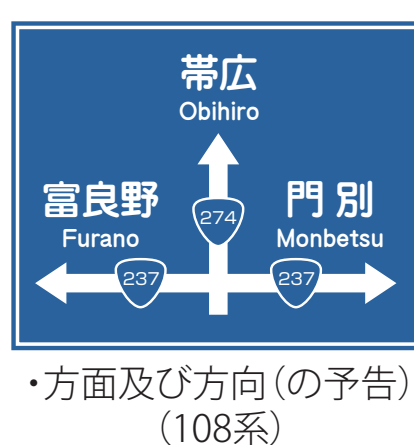 帯広
Obihiro
富良野 門別
Furano Monbetsu
274
237 237
・方面及び方向(の予告)
(108系)